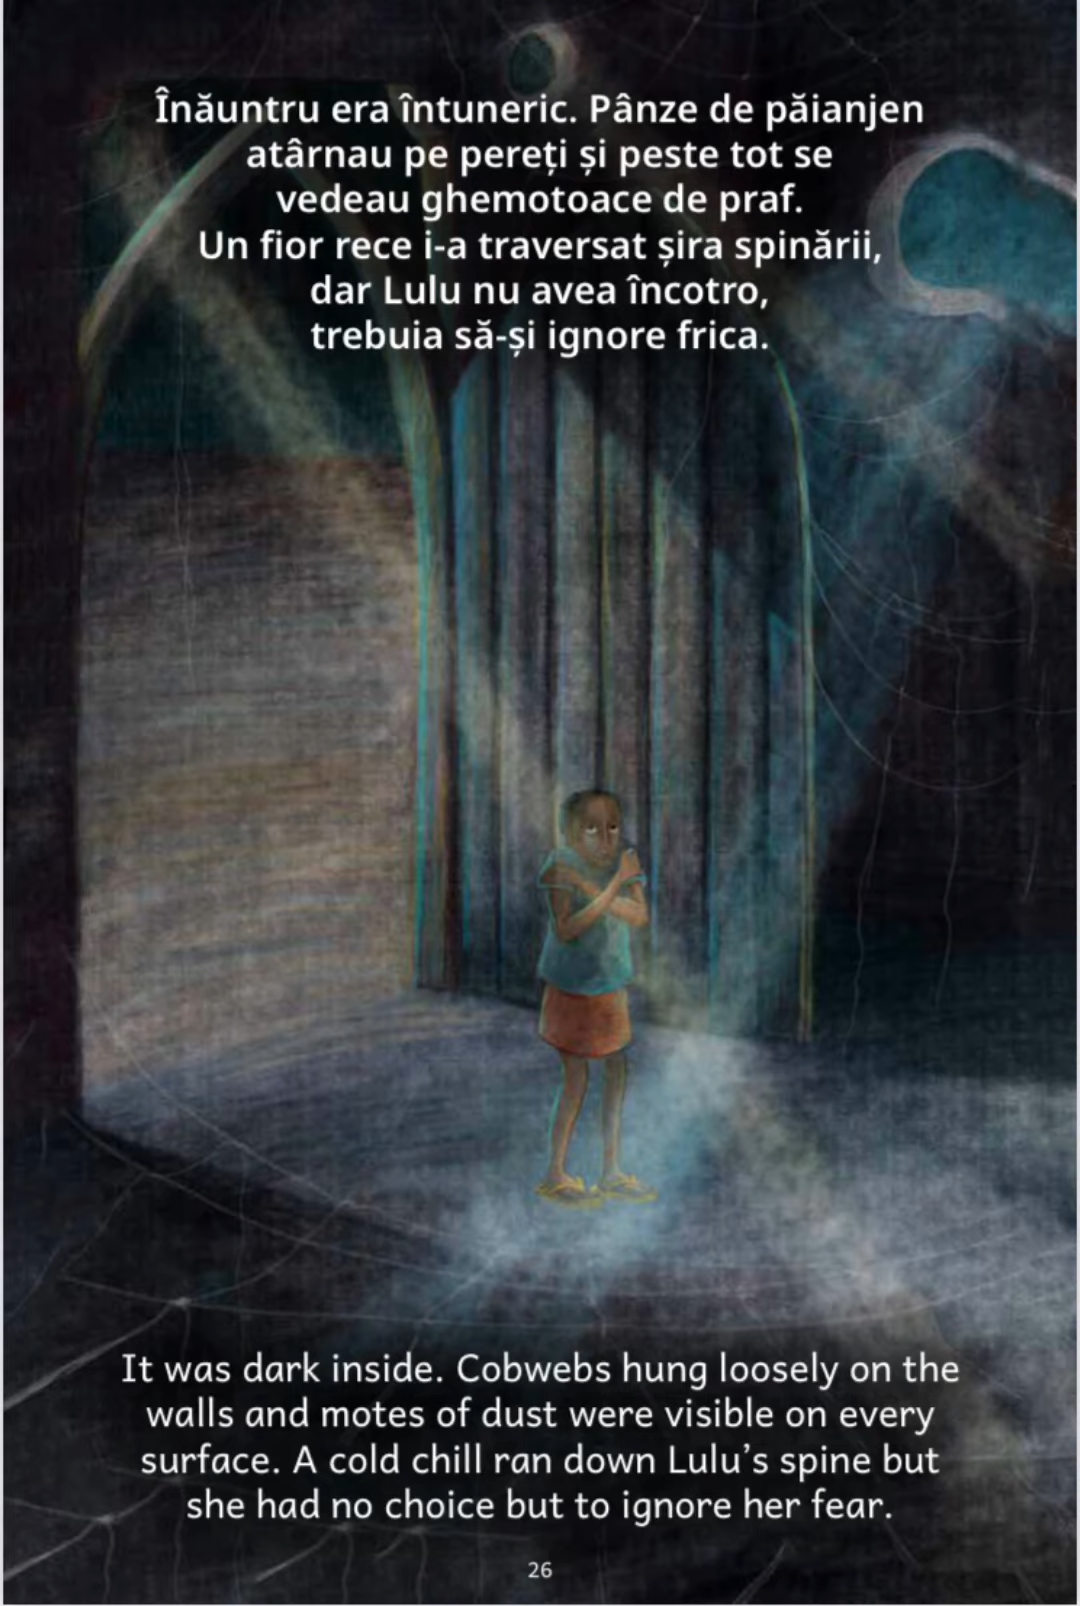 Înăuntru era întuneric. Pânze de păianjen
atârnau pe pereți și peste tot se
vedeau ghemotoace de praf.
Un fior rece i-a traversat șira spinării,
dar Lulu nu avea încotro,
trebuia să-și ignore frica.
It was dark inside. Cobwebs hung loosely on the
walls and motes of dust were visible on every
surface. A cold chill ran down Lulu’s spine but
she had no choice but to ignore her fear.
26